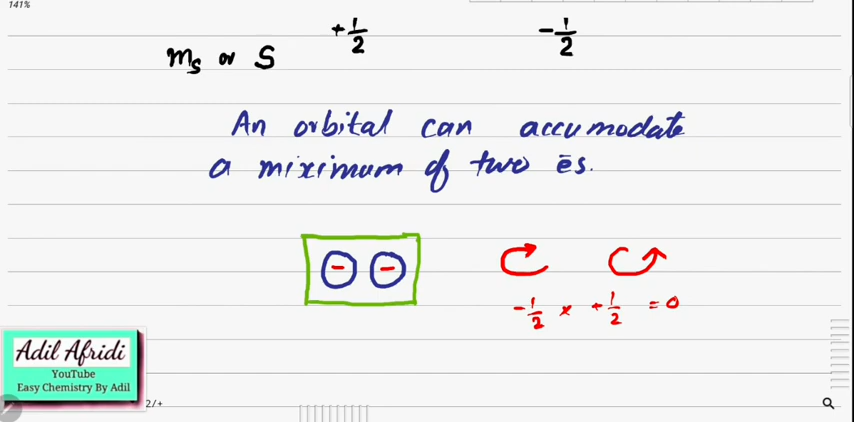 141%
+1/2 -1/2
ms or S
An orbital can accumodate
a miximum of two ēs.
- -
-1/2 x +1/2 = 0
Adil Afridi
YouTube
Easy Chemistry By Adil
2/+